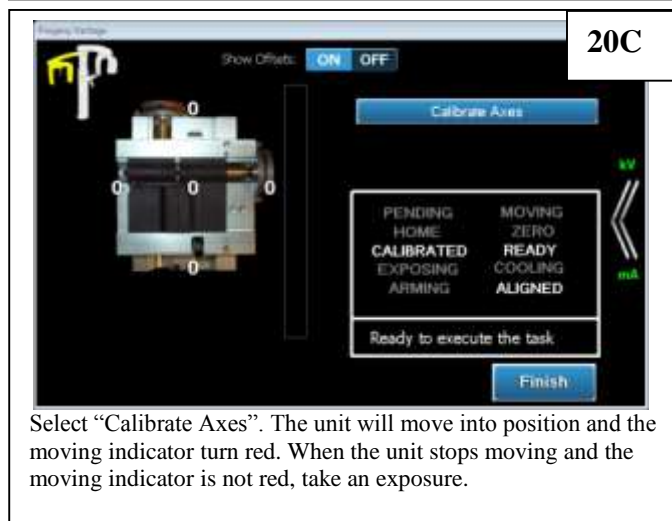 Progeny Vantage
20C
Show Offsets: ON OFF
0
Calibrate Axes
0 0 0
kV
PENDING MOVING
HOME ZERO
CALIBRATED READY
EXPOSING COOLING
0
ARMING ALIGNED
mA
Ready to execute the task
Finish
Select “Calibrate Axes”. The unit will move into position and the
moving indicator turn red. When the unit stops moving and the
moving indicator is not red, take an exposure.